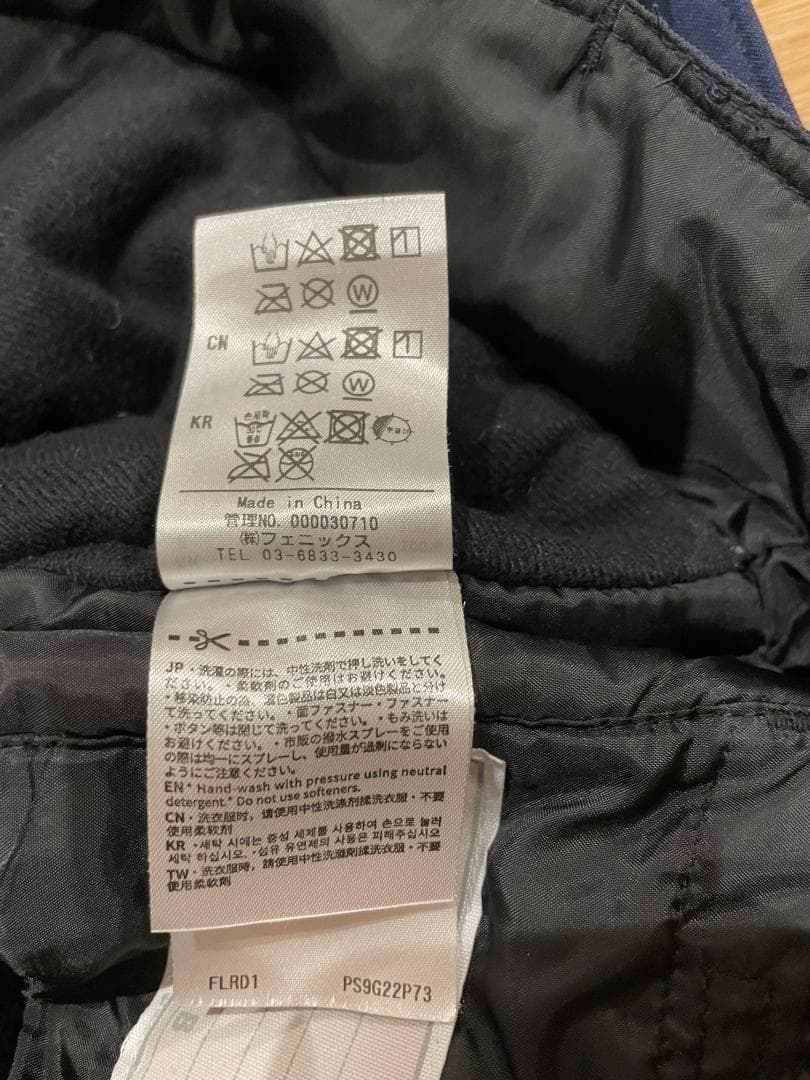 1
W
CN
1
W
KR
손세탁
30℃
중성
Made in China
管理NO. 000030710
㈱フェニックス
TEL 03-6833-3430
JP・洗濯の際には、中性洗剤で押し洗いをしてく
ださい。・柔軟剤のご使用はお避けください。
・移染防止の為、濃色製品は白又は淡色製品と分け
て洗ってください。・面ファスナー・ファスナー
・ボタン等は閉じて洗ってください。・もみ洗いは
お避けください。・市販の撥水スプレーをご使用
の際は均一にスプレーし、使用量が過剰にならない
ようにご注意ください。
EN* Hand-wash with pressure using neutral
detergent.* Do not use softeners.
CN・洗衣服时，请使用中性洗涤剂揉洗衣服・不要
使用柔软剂
KR・세탁 시에는 중성 세제를 사용하여 손으로 눌러
세탁 하십시오.・섬유 유연제의 사용은 피해주십시오
TW・洗衣服時，請使用中性洗滌劑揉洗衣服・不要
使用柔軟劑
FLRD1 PS9G22P73
B